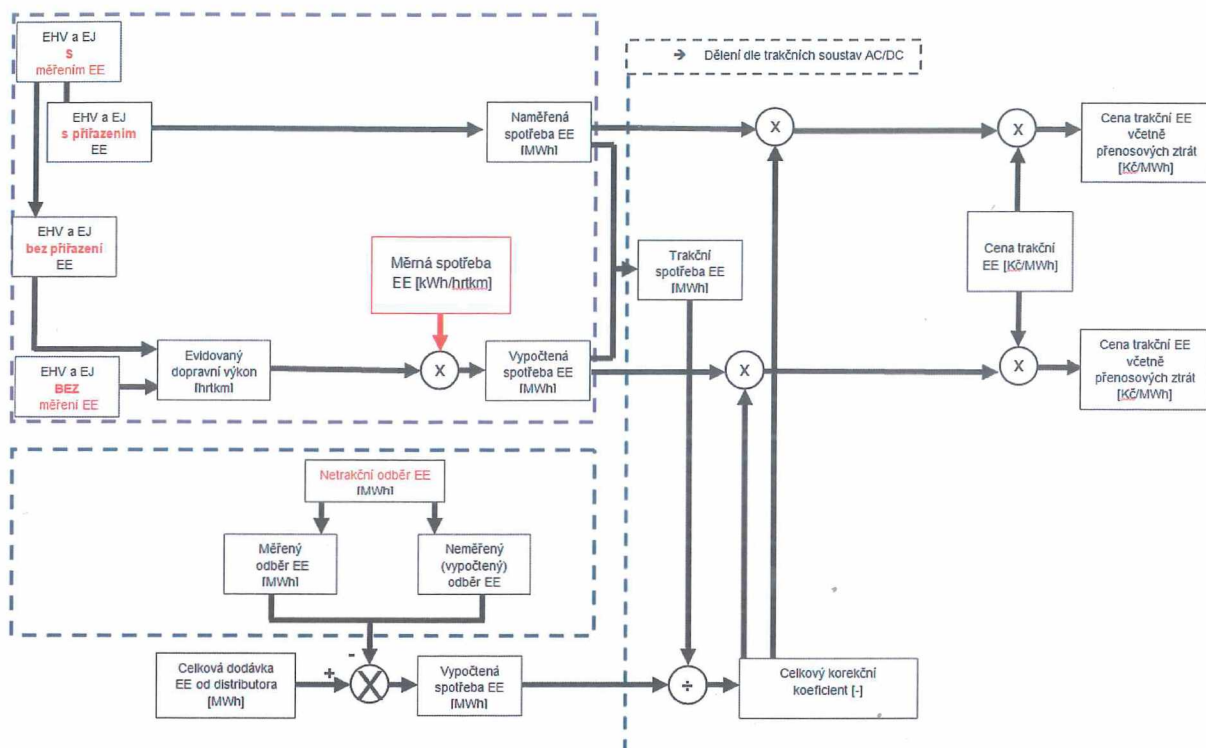 EHV a EJ
S
měřením EE
EHV a EJ
s přiřazením
EE
Naměřená
spotřeba EE
[MWh]
→ Dělení dle trakčních soustav AC/DC
X
X
Cena trakční EE
včetně
přenosových ztrát
[Kč/MWh]
EHV a EJ
bez přiřazení
EE
Měrná spotřeba
EE [kWh/hrtkm]
Trakční
spotřeba EE
[MWh]
Cena trakční
EE [Kč/MWh]
EHV a EJ
BEZ
měření EE
Evidovaný
dopravní výkon
[hrtkm]
X
Vypočtená
spotřeba EE
[MWh]
X
X
Cena trakční EE
včetně
přenosových ztrát
[Kč/MWh]
Netrakční odběr EE
[MWh]
Měřený
odběr EE
[MWh]
Neměřený
(vypočtený)
odběr EE
Celková dodávka
EE od distributora
[MWh]
+
-
X
Vypočtená
spotřeba EE
[MWh]
÷
Celkový korekční
koeficient [-]